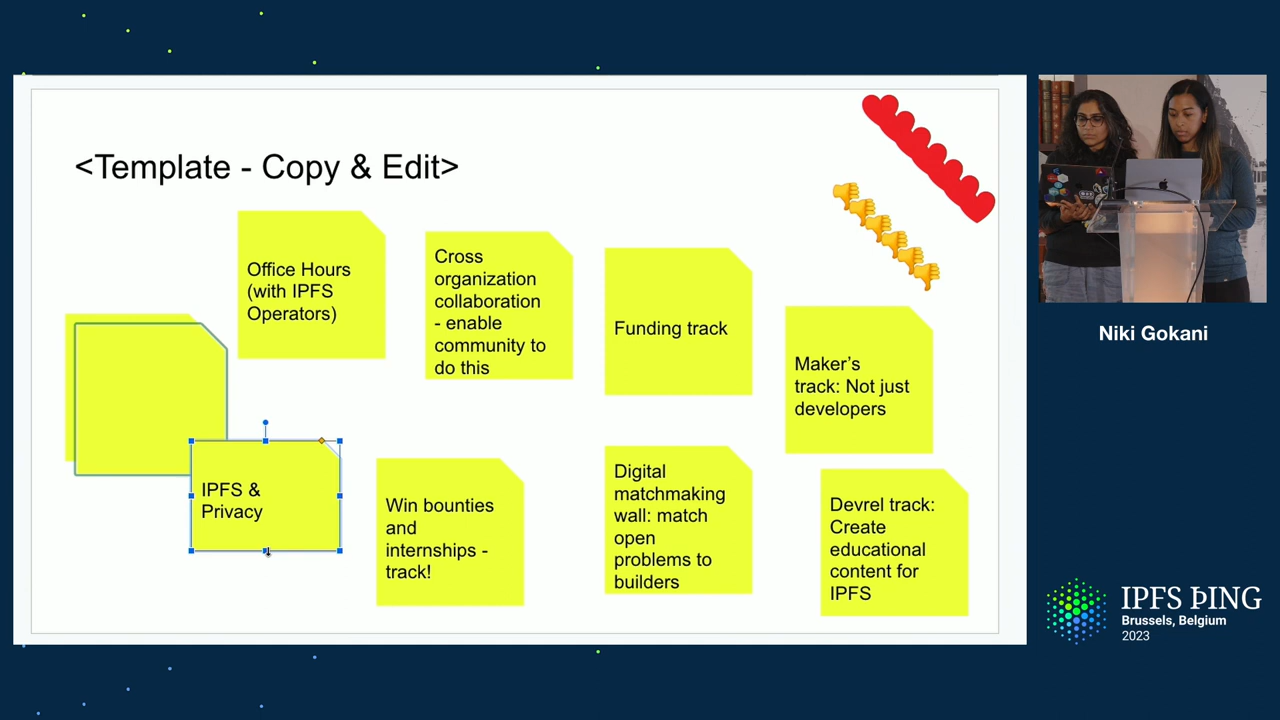 <Template - Copy & Edit>
Office Hours
(with IPFS
Operators)
Cross
organization
collaboration
- enable
community to
do this
Funding track
Maker’s
track: Not just
developers
IPFS &
Privacy
Win bounties
and
internships -
track!
Digital
matchmaking
wall: match
open
problems to
builders
Devrel track:
Create
educational
content for
IPFS
Niki Gokani
IPFS ÞING
Brussels, Belgium
2023